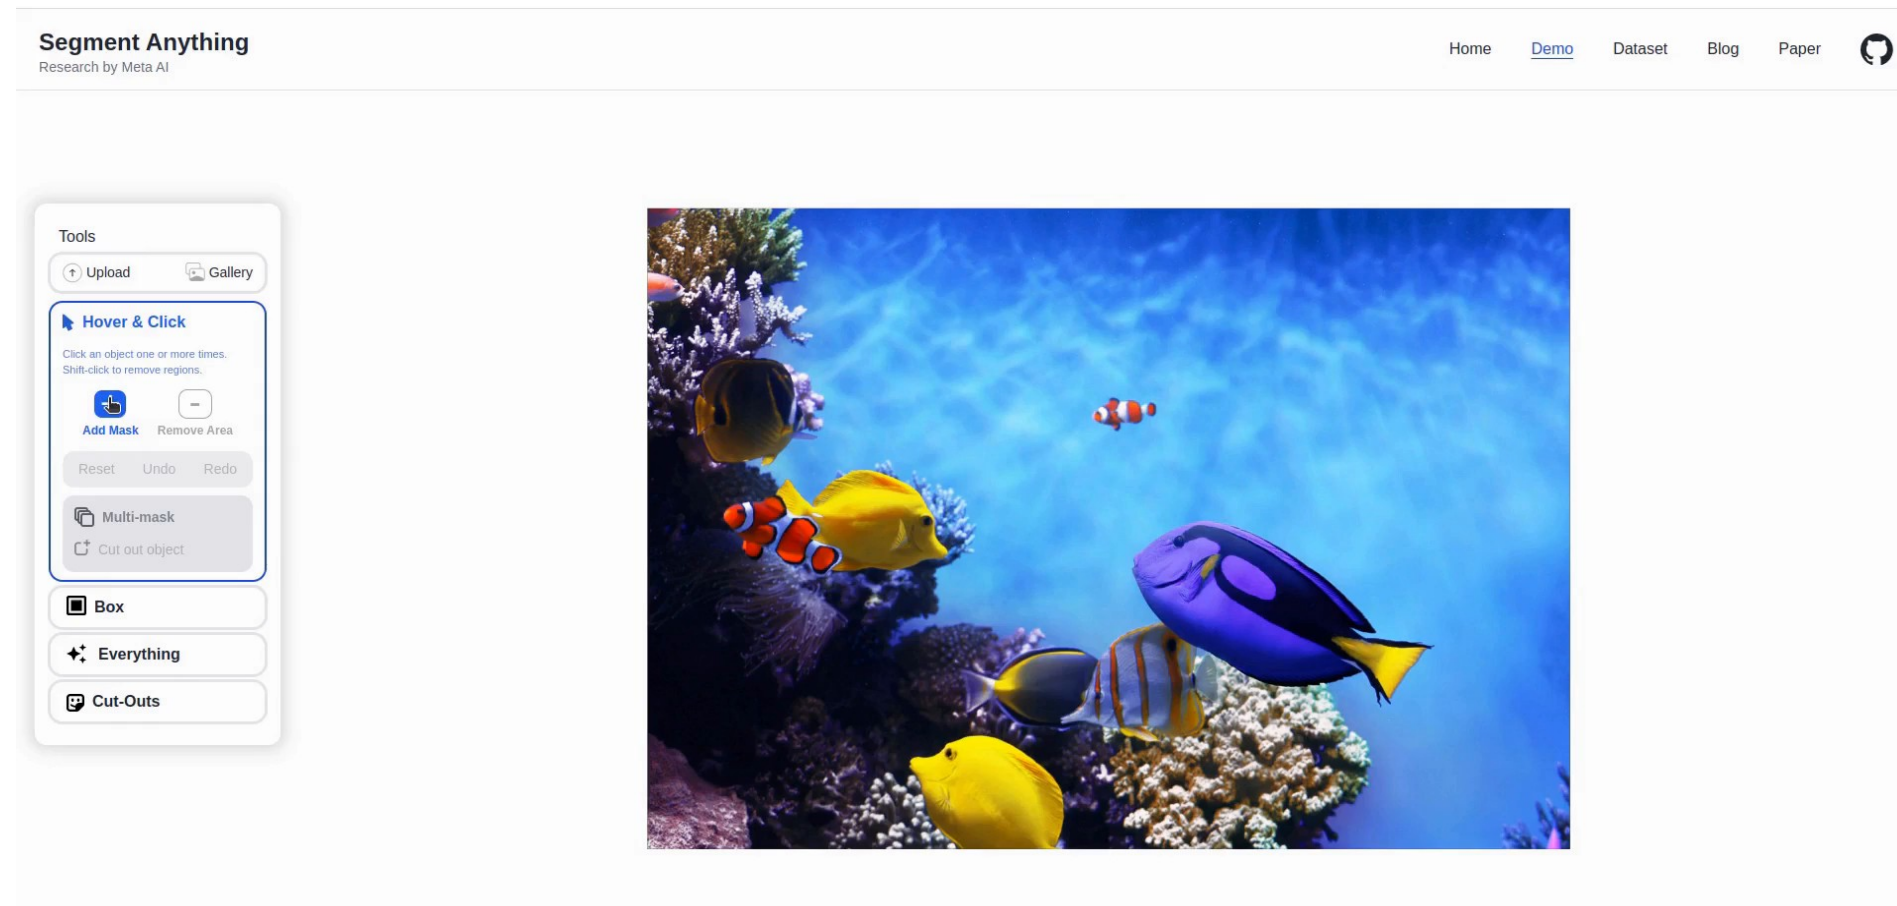 Segment Anything
Research by Meta AI
Home Demo Dataset Blog Paper
Tools
Upload Gallery
Hover & Click
Click an object one or more times.
Shift-click to remove regions.
Add Mask Remove Area
Reset Undo Redo
Multi-mask
Cut out object
Box
Everything
Cut-Outs